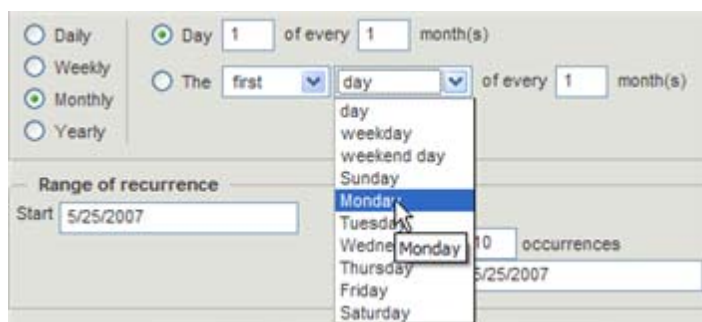 Daily
Weekly
Monthly
Yearly
Day 1 of every 1 month(s)
The first day of every 1 month(s)
day
weekday
weekend day
Sunday
Monday
Tuesday
Wedne
Thursday
Friday
Saturday
Monday
Range of recurrence
Start 5/25/2007
10 occurrences
5/25/2007